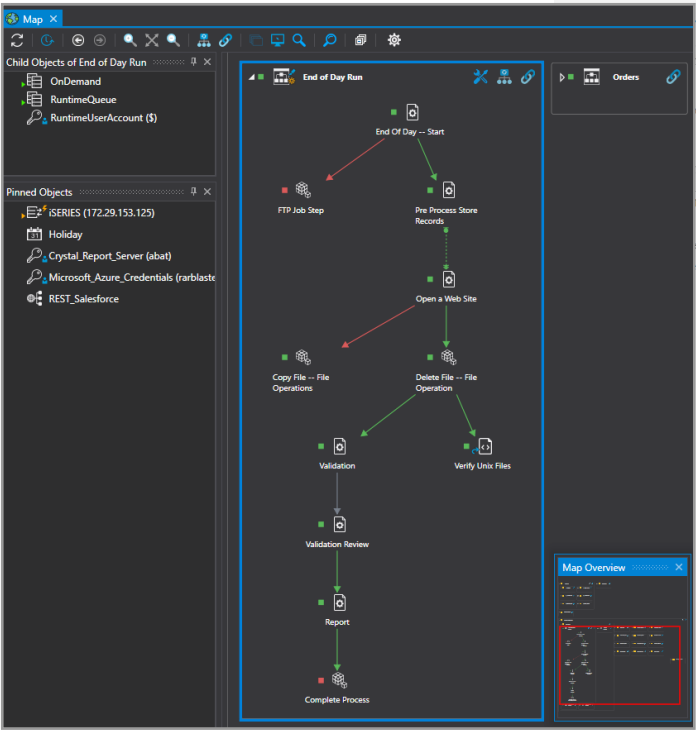 Map
Child Objects of End of Day Run
OnDemand
RuntimeQueue
RuntimeUserAccount ($)
Pinned Objects
iSERIES (172.29.153.125)
31
Holiday
Crystal_Report_Server (abat)
Microsoft_Azure_Credentials (rarblaste
REST_Salesforce
End of Day Run
End Of Day -- Start
FTP Job Step
Pre Process Store
Records
Open a Web Site
Copy File -- File
Operations
Delete File -- File
Operation
Validation
Verify Unix Files
Validation Review
Report
Complete Process
Orders
Map Overview